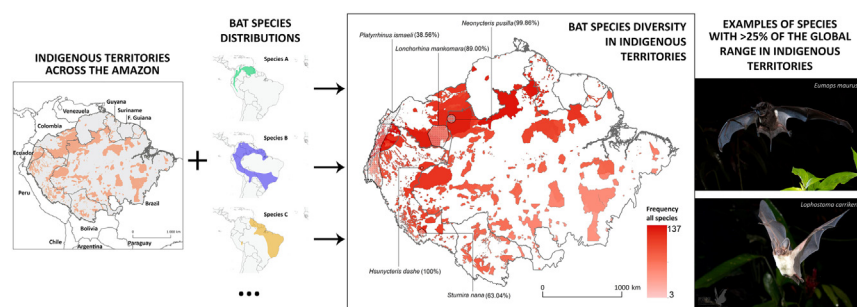 INDIGENOUS TERRITORIES
ACROSS THE AMAZON
Venezuela
Guyana
Suriname
F. Guiana
Colombia
Ecuador
Peru
Brazil
Bolivia
Chile
Paraguay
Argentina
1 000 km
BAT SPECIES
DISTRIBUTIONS
Species A
Species B
Species C
BAT SPECIES DIVERSITY
IN INDIGENOUS
TERRITORIES
Neonycteris pusilla (99.86%)
Platyrrhinus ismaeli (38.56%)
Lonchorhina mankomara (89.00%)
Hsunycteris dashe (100%)
Sturnira nana (63.04%)
Frequency
all species
137
3
0
1000 km
EXAMPLES OF SPECIES
WITH >25% OF THE GLOBAL
RANGE IN INDIGENOUS
TERRITORIES
Eumops maurus
Lophostoma carrikeri